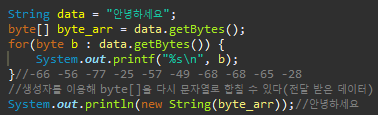 String data = "안녕하세요";
byte[] byte_arr = data.getBytes();
for(byte b : data.getBytes()) {
System.out.printf("%s\n", b);
}//-66 -56 -77 -25 -57 -49 -68 -68 -65 -28
//생성자를 이용해 byte[]을 다시 문자열로 합칠 수 있다(전달 받은 데이터)
System.out.println(new String(byte_arr));//안녕하세요